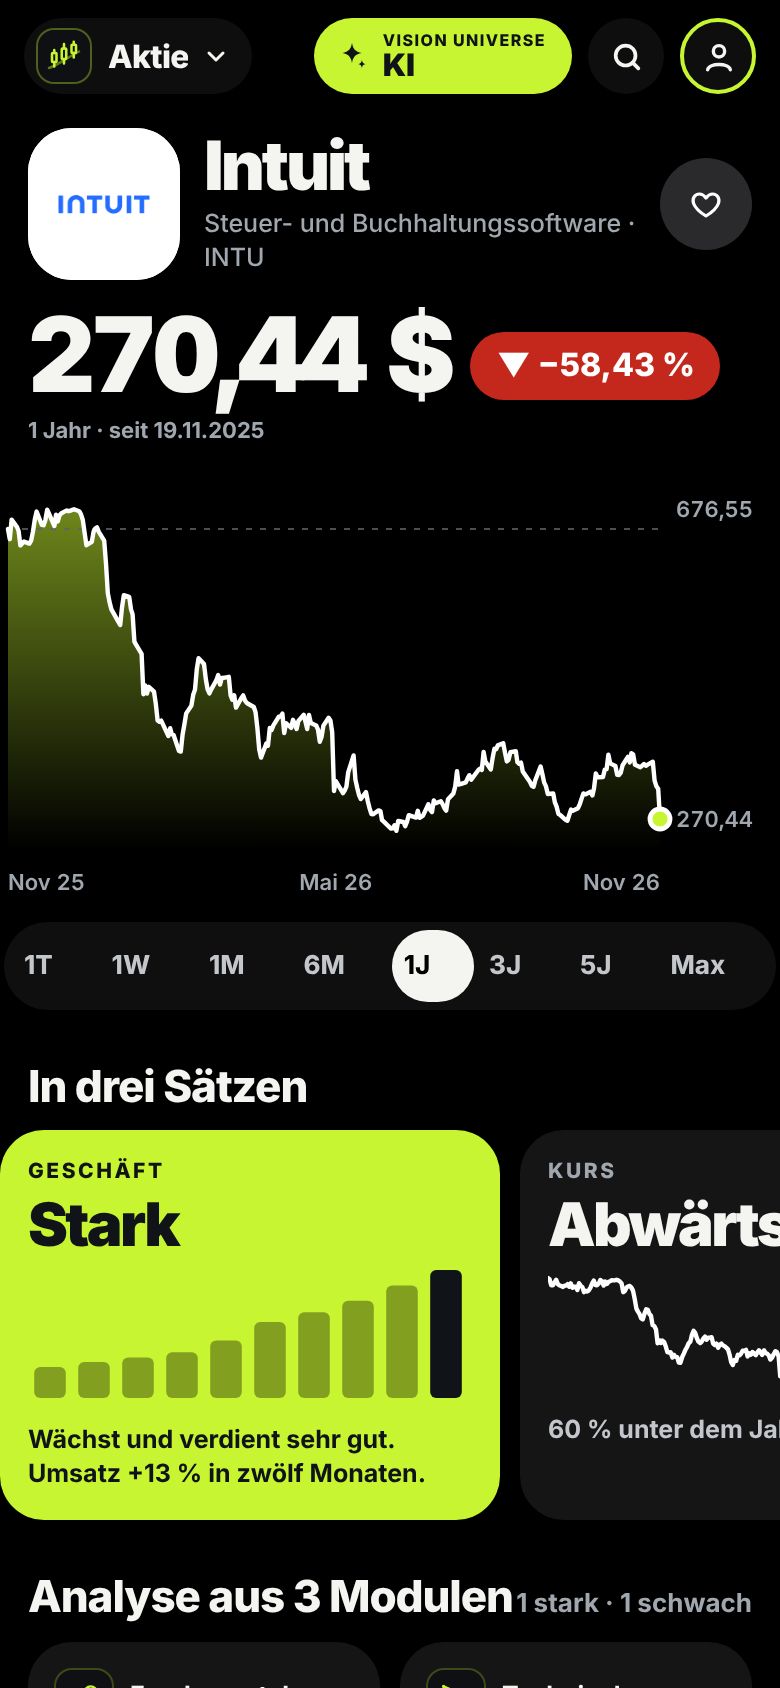 Aktie
VISION UNIVERSE
KI
INTUIT
Intuit
Steuer- und Buchhaltungssoftware ·
INTU
270,44 $
▼ −58,43 %
1 Jahr · seit 19.11.2025
676,55
270,44
Nov 25 Mai 26 Nov 26
1T 1W 1M 6M 1J 3J 5J Max
In drei Sätzen
GESCHÄFT
Stark
Wächst und verdient sehr gut.
Umsatz +13 % in zwölf Monaten.
KURS
Abwärts
60 % unter dem
Analyse aus 3 Modulen
1 stark · 1 schwach